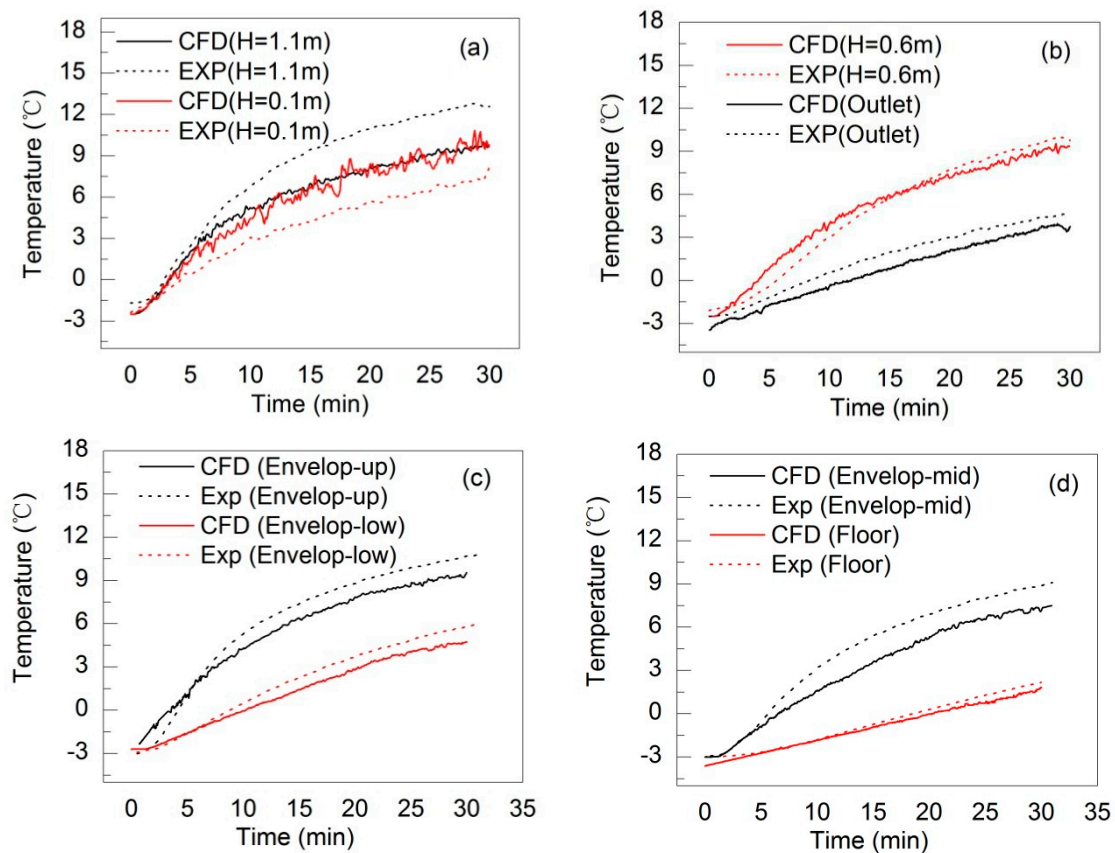 18
15
12
9
6
3
0
-3
Temperature (℃)
CFD(H=1.1m)
EXP(H=1.1m)
CFD(H=0.1m)
EXP(H=0.1m)
(a)
0 5 10 15 20 25 30
Time (min)
18
15
12
9
6
3
0
-3
Temperature (℃)
CFD(H=0.6m)
EXP(H=0.6m)
CFD(Outlet)
EXP(Outlet)
(b)
0 5 10 15 20 25 30
Time (min)
18
15
12
9
6
3
0
-3
Temperature (℃)
CFD (Envelop-up)
Exp (Envelop-up)
CFD (Envelop-low)
Exp (Envelop-low)
(c)
0 5 10 15 20 25 30 35
Time (min)
18
15
12
9
6
3
0
-3
Temperature (℃)
CFD (Envelop-mid)
Exp (Envelop-mid)
CFD (Floor)
Exp (Floor)
(d)
0 5 10 15 20 25 30 35
Time (min)